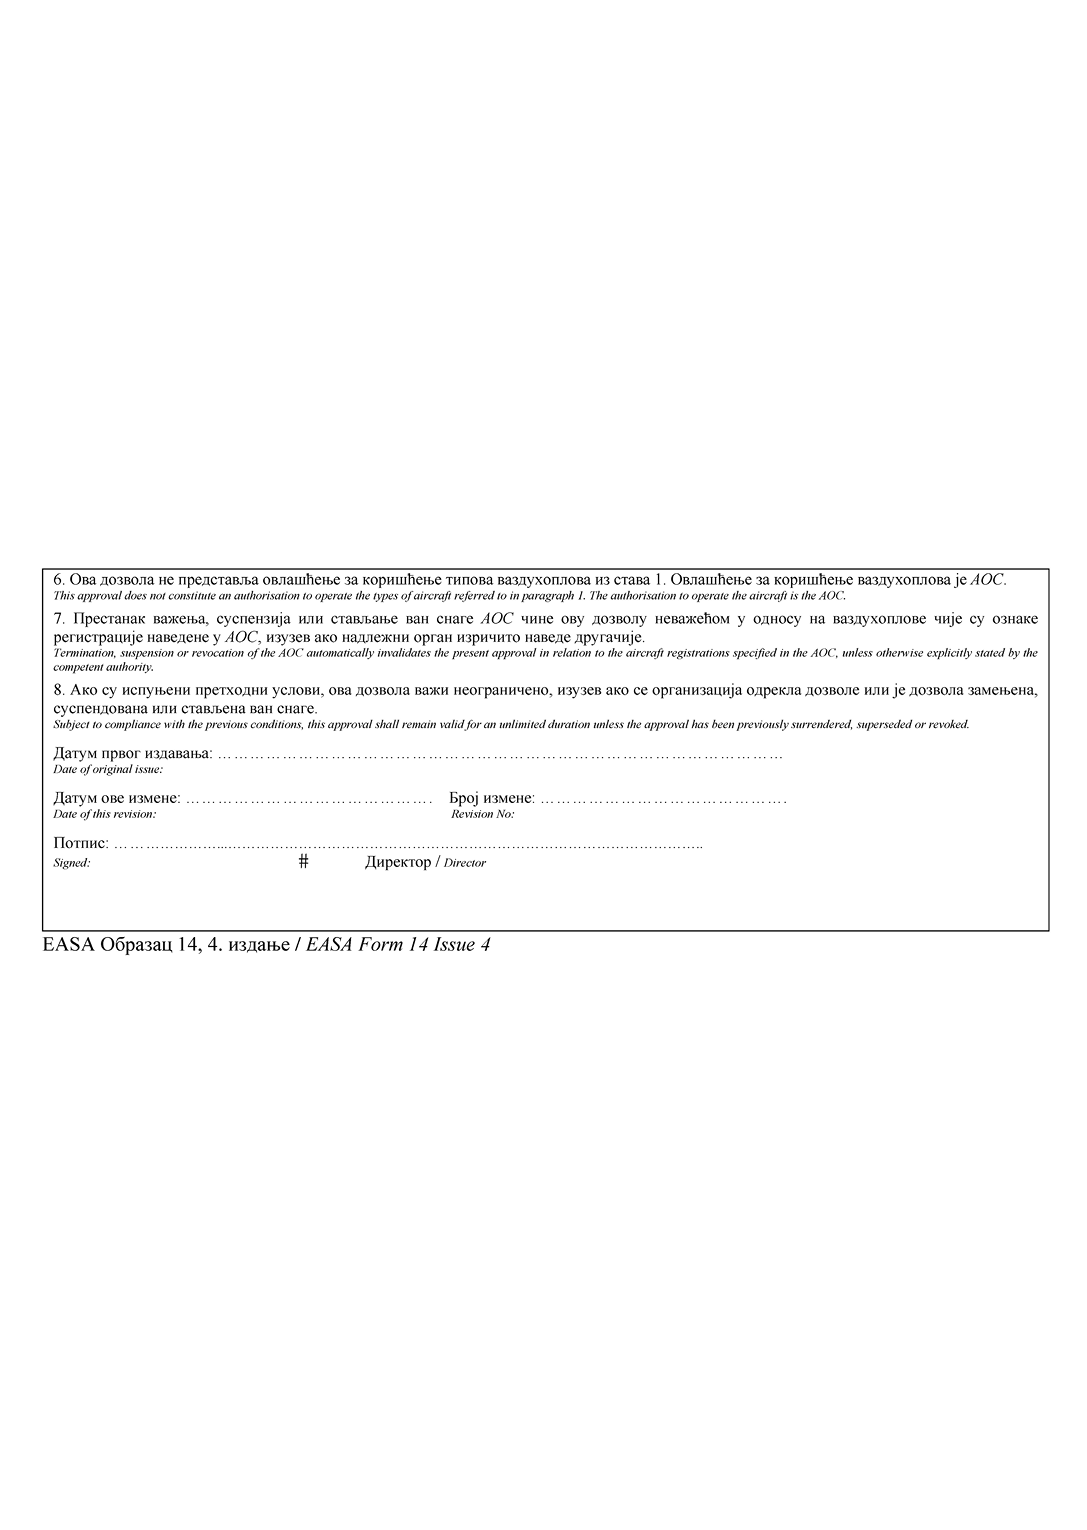 6. Ова дозвола не представља овлашћење за коришћење типова ваздухоплова из става 1. Овлашћење за коришћење ваздухоплова је AOC.
This approval does not constitute an authorisation to operate the types of aircraft referred to in paragraph 1. The authorisation to operate the aircraft is the AOC.
7. Престанак важења, суспензија или стављање ван снаге AOC чине ову дозволу неважећом у односу на ваздухоплове чије су ознаке
регистрације наведене у AOC, изузев ако надлежни орган изричито наведе другачије.
Termination, suspension or revocation of the AOC automatically invalidates the present approval in relation to the aircraft registrations specified in the AOC, unless otherwise explicitly stated by the
competent authority.
8. Ако су испуњени претходни услови, ова дозвола важи неограничено, изузев ако се организација одрекла дозволе или је дозвола замењена,
суспендована или стављена ван снаге.
Subject to compliance with the previous conditions, this approval shall remain valid for an unlimited duration unless the approval has been previously surrendered, superseded or revoked.
Датум првог издавања: ……………………………………………………………………………………………
Date of original issue:
Датум ове измене: ………………………………………. Број измене: ……………………………………….
Date of this revision: Revision No:
Потпис: ………………...…………………………………………………………………………………..
Signed: # Директор / Director
EASA Образац 14, 4. издање / EASA Form 14 Issue 4